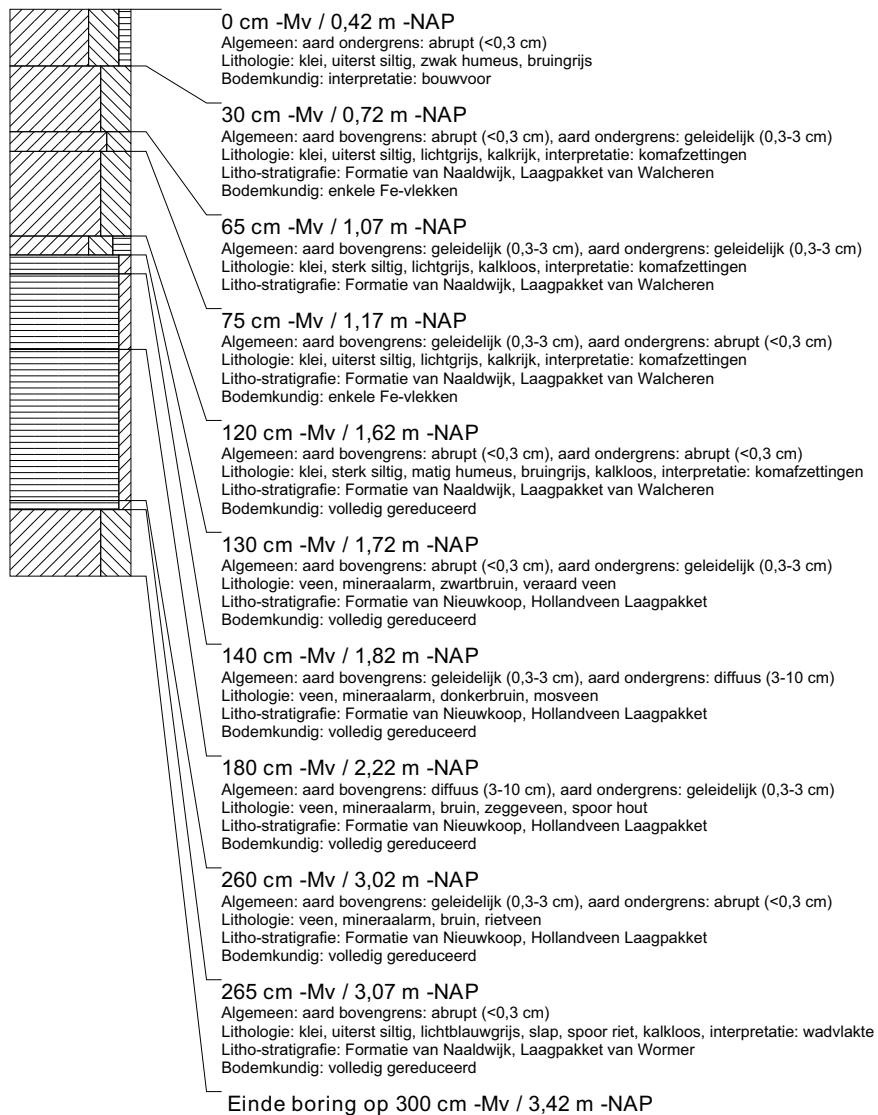 0 cm -Mv / 0,42 m -NAP
Algemeen: aard ondergrens: abrupt (<0,3 cm)
Lithologie: klei, uiterst siltig, zwak humeus, bruingrijs
Bodemkundig: interpretatie: bouwvoor
30 cm -Mv / 0,72 m -NAP
Algemeen: aard bovengrens: abrupt (<0,3 cm), aard ondergrens: geleidelijk (0,3-3 cm)
Lithologie: klei, uiterst siltig, lichtgrijs, kalkrijk, interpretatie: komafzettingen
Litho-stratigrafie: Formatie van Naaldwijk, Laagpakket van Walcheren
Bodemkundig: enkele Fe-vlekken
65 cm -Mv / 1,07 m -NAP
Algemeen: aard bovengrens: geleidelijk (0,3-3 cm), aard ondergrens: geleidelijk (0,3-3 cm)
Lithologie: klei, sterk siltig, lichtgrijs, kalkloos, interpretatie: komafzettingen
Litho-stratigrafie: Formatie van Naaldwijk, Laagpakket van Walcheren
75 cm -Mv / 1,17 m -NAP
Algemeen: aard bovengrens: geleidelijk (0,3-3 cm), aard ondergrens: abrupt (<0,3 cm)
Lithologie: klei, uiterst siltig, lichtgrijs, kalkrijk, interpretatie: komafzettingen
Litho-stratigrafie: Formatie van Naaldwijk, Laagpakket van Walcheren
Bodemkundig: enkele Fe-vlekken
120 cm -Mv / 1,62 m -NAP
Algemeen: aard bovengrens: abrupt (<0,3 cm), aard ondergrens: abrupt (<0,3 cm)
Lithologie: klei, sterk siltig, matig humeus, bruingrijs, kalkloos, interpretatie: komafzettingen
Litho-stratigrafie: Formatie van Naaldwijk, Laagpakket van Walcheren
Bodemkundig: volledig gereduceerd
130 cm -Mv / 1,72 m -NAP
Algemeen: aard bovengrens: abrupt (<0,3 cm), aard ondergrens: geleidelijk (0,3-3 cm)
Lithologie: veen, mineraalarm, zwartbruin, veraard veen
Litho-stratigrafie: Formatie van Nieuwkoop, Hollandveen Laagpakket
Bodemkundig: volledig gereduceerd
140 cm -Mv / 1,82 m -NAP
Algemeen: aard bovengrens: geleidelijk (0,3-3 cm), aard ondergrens: diffuus (3-10 cm)
Lithologie: veen, mineraalarm, donkerbruin, mosveen
Litho-stratigrafie: Formatie van Nieuwkoop, Hollandveen Laagpakket
Bodemkundig: volledig gereduceerd
180 cm -Mv / 2,22 m -NAP
Algemeen: aard bovengrens: diffuus (3-10 cm), aard ondergrens: geleidelijk (0,3-3 cm)
Lithologie: veen, mineraalarm, bruin, zeggeveen, spoor hout
Litho-stratigrafie: Formatie van Nieuwkoop, Hollandveen Laagpakket
Bodemkundig: volledig gereduceerd
260 cm -Mv / 3,02 m -NAP
Algemeen: aard bovengrens: geleidelijk (0,3-3 cm), aard ondergrens: abrupt (<0,3 cm)
Lithologie: veen, mineraalarm, bruin, rietveen
Litho-stratigrafie: Formatie van Nieuwkoop, Hollandveen Laagpakket
Bodemkundig: volledig gereduceerd
265 cm -Mv / 3,07 m -NAP
Algemeen: aard bovengrens: abrupt (<0,3 cm)
Lithologie: klei, uiterst siltig, lichtblauwgrijs, slap, spoor riet, kalkloos, interpretatie: wadvlakte
Litho-stratigrafie: Formatie van Naaldwijk, Laagpakket van Wormer
Bodemkundig: volledig gereduceerd
Einde boring op 300 cm -Mv / 3,42 m -NAP